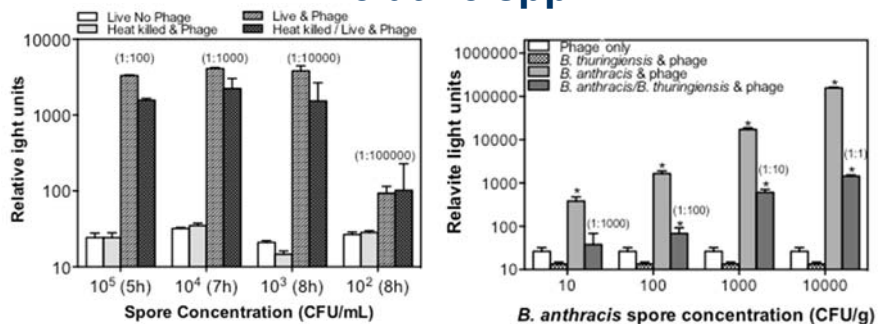 Live No Phage
Live & Phage
Heat killed & Phage
Heat killed / Live & Phage
10000
1000
100
10
Relative light units
(1:100)
(1:1000)
(1:10000)
(1:100000)
10⁵ (5h)
10⁴ (7h)
10³ (8h)
10² (8h)
Spore Concentration (CFU/mL)
Phage only
B. thuringiensis & phage
B. anthracis & phage
B. anthracis/B. thuringiensis & phage
100000
10000
1000
100
10
Relavite light units
*
*
*
*
(1:1000)
(1:100)
*
(1:10)
*
(1:1)
*
10
100
1000
10000
B. anthracis spore concentration (CFU/g)